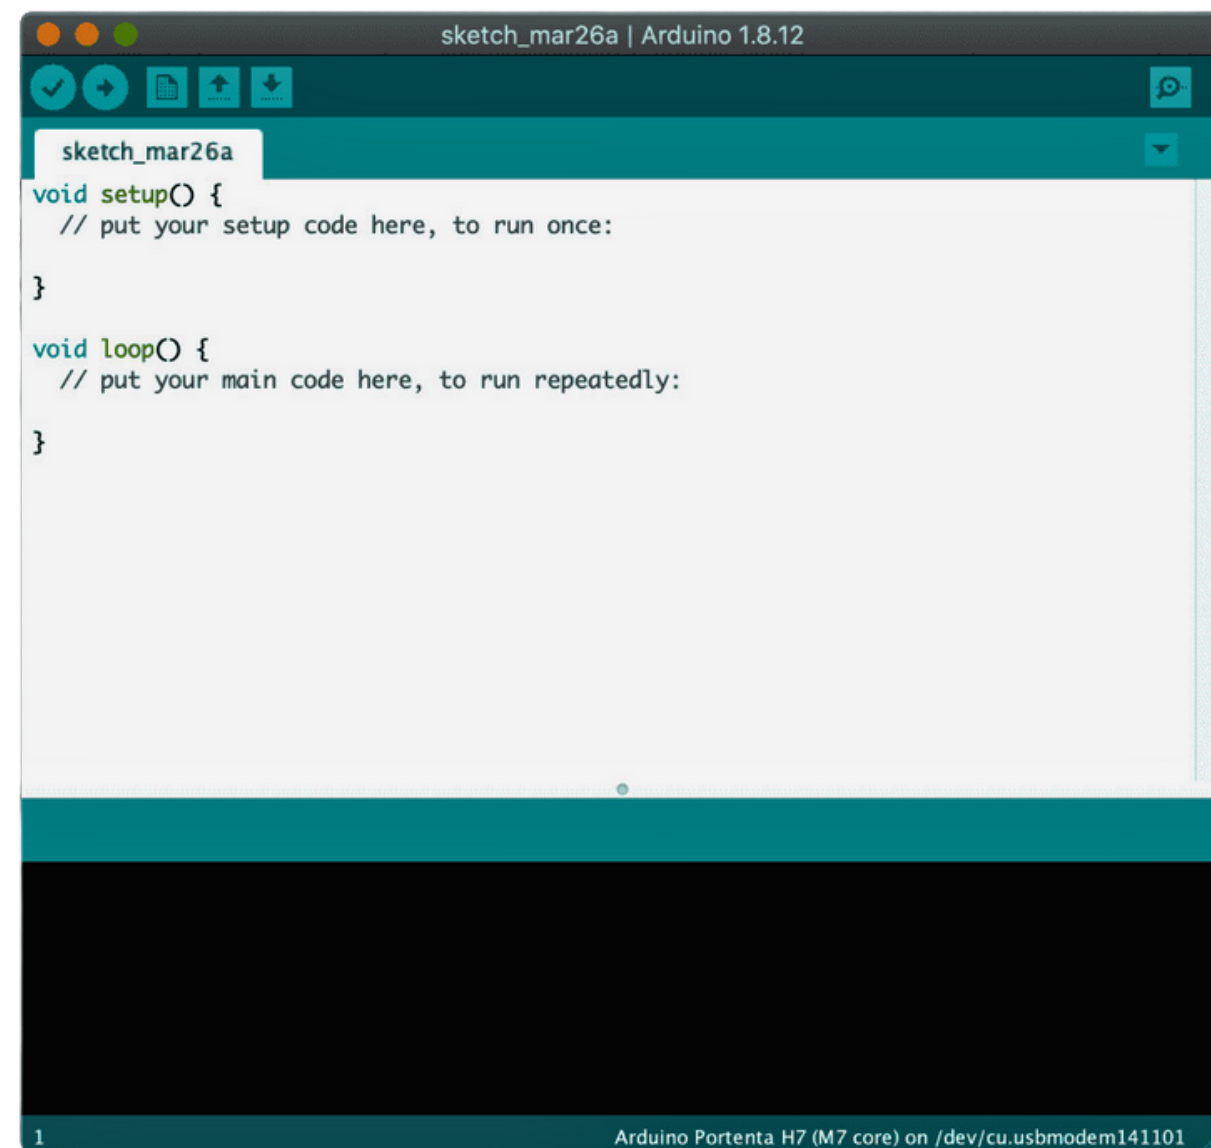 sketch_mar26a | Arduino 1.8.12
sketch_mar26a
void setup() {
  // put your setup code here, to run once:
}
void loop() {
  // put your main code here, to run repeatedly:
}
1
Arduino Portenta H7 (M7 core) on /dev/cu.usbmodem141101